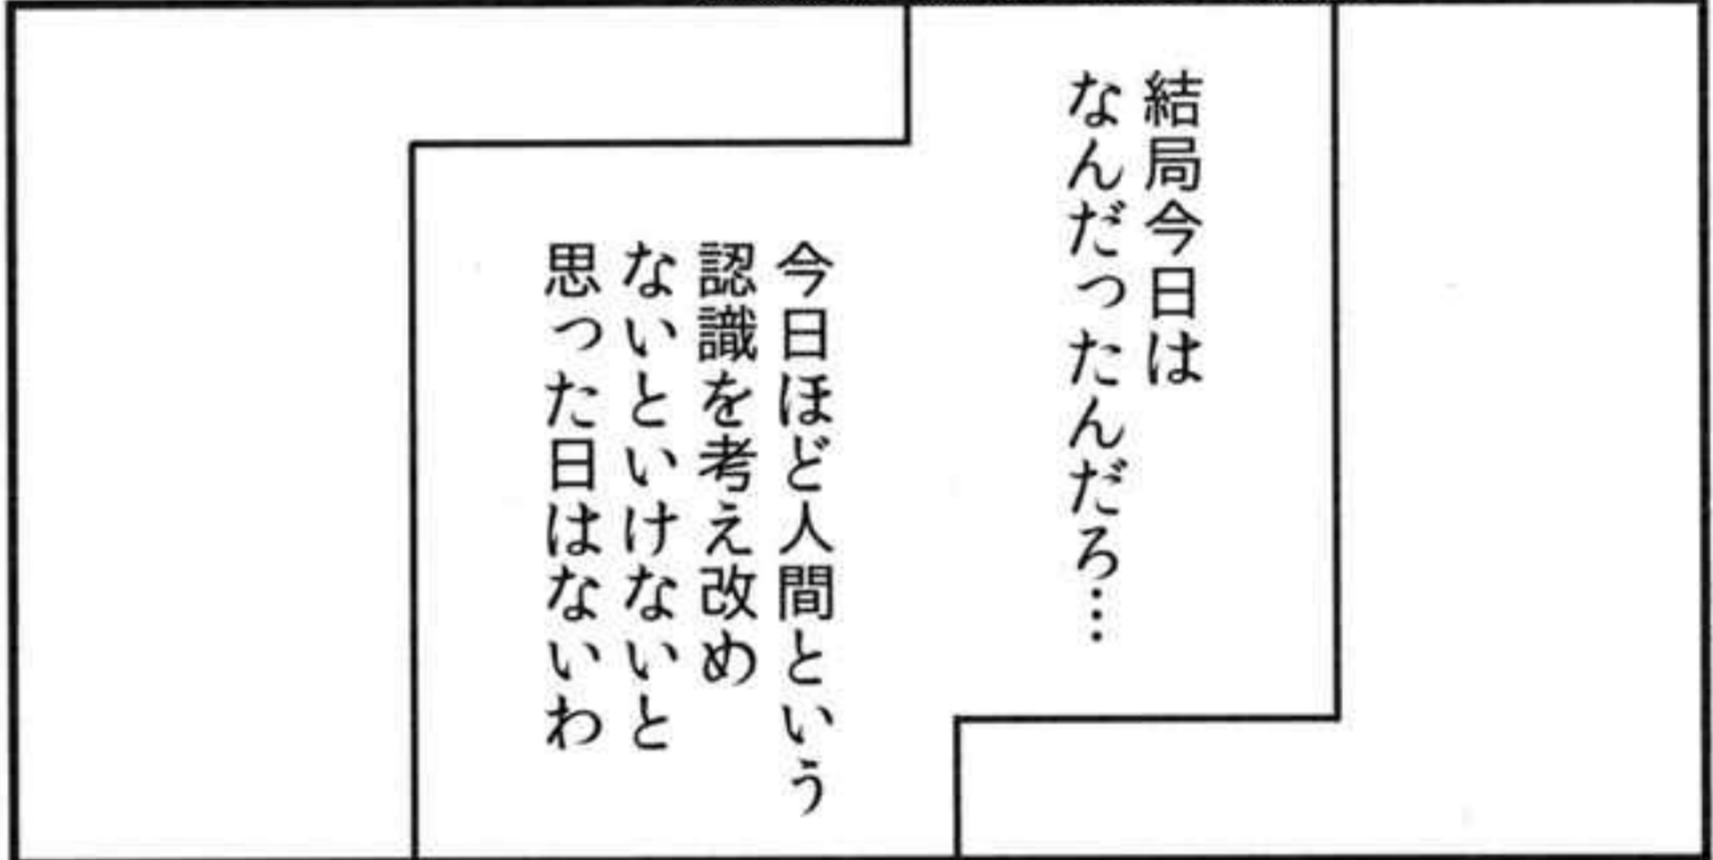 結局今日は
なんだったんだろ…
今日ほど人間という
認識を考え改め
ないといけないと
思った日はないわ